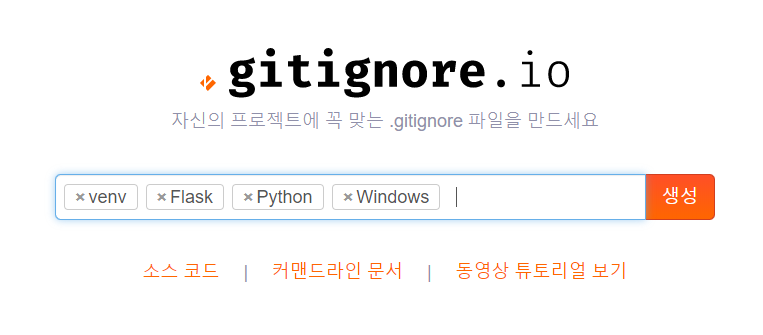 .gitignore.io
자신의 프로젝트에 꼭 맞는 .gitignore 파일을 만드세요
×venv ×Flask ×Python ×Windows 생성
소스 코드 | 커맨드라인 문서 | 동영상 튜토리얼 보기